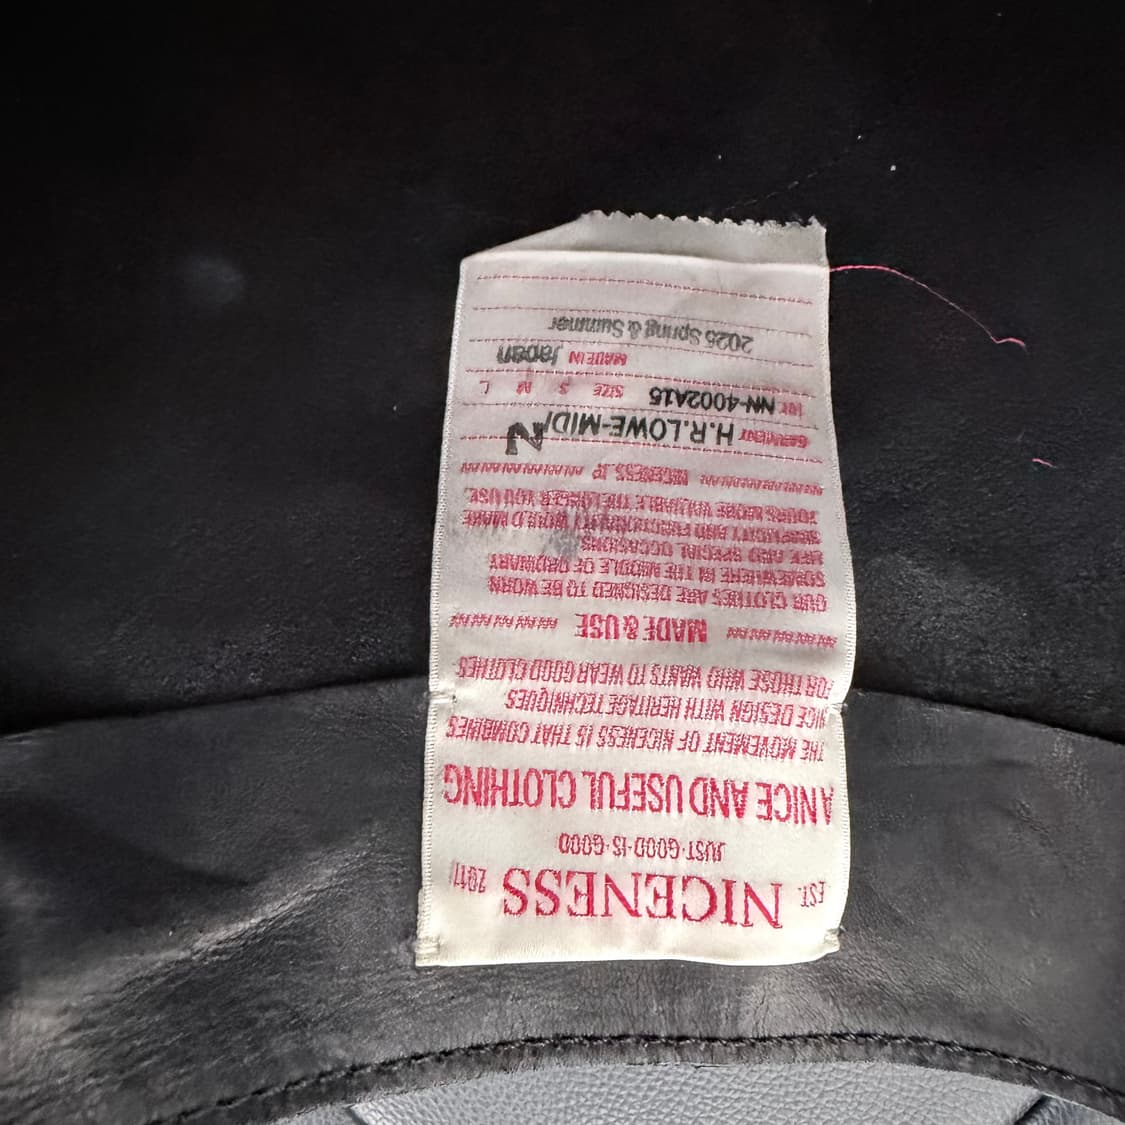 EST. NICENESS 2011
JUST·GOOD·IS·GOOD
A NICE AND USEFUL CLOTHING
THE MOVEMENT OF NICENESS IS THAT COMBINES
NICE DESIGN WITH HERITAGE TECHNIQUES
FOR THOSE WHO WANTS TO WEAR GOOD CLOTHES
MADE & USE
OUR CLOTHES ARE DESIGNED TO BE WORN
SOMEWHERE IN THE MIDDLE OF ORDINARY
LIFE AND SPECIAL OCCASIONS
SIMPLICITY AND FUNCTIONALITY WOULD MAKE
YOURS MORE VALUABLE THE LONGER YOU USE.
NICENESS.JP
GARMENT H.R.LOWE-MID/ N
NN-4002A15 SIZE S M L
MADE IN Japan
Spring & Summer